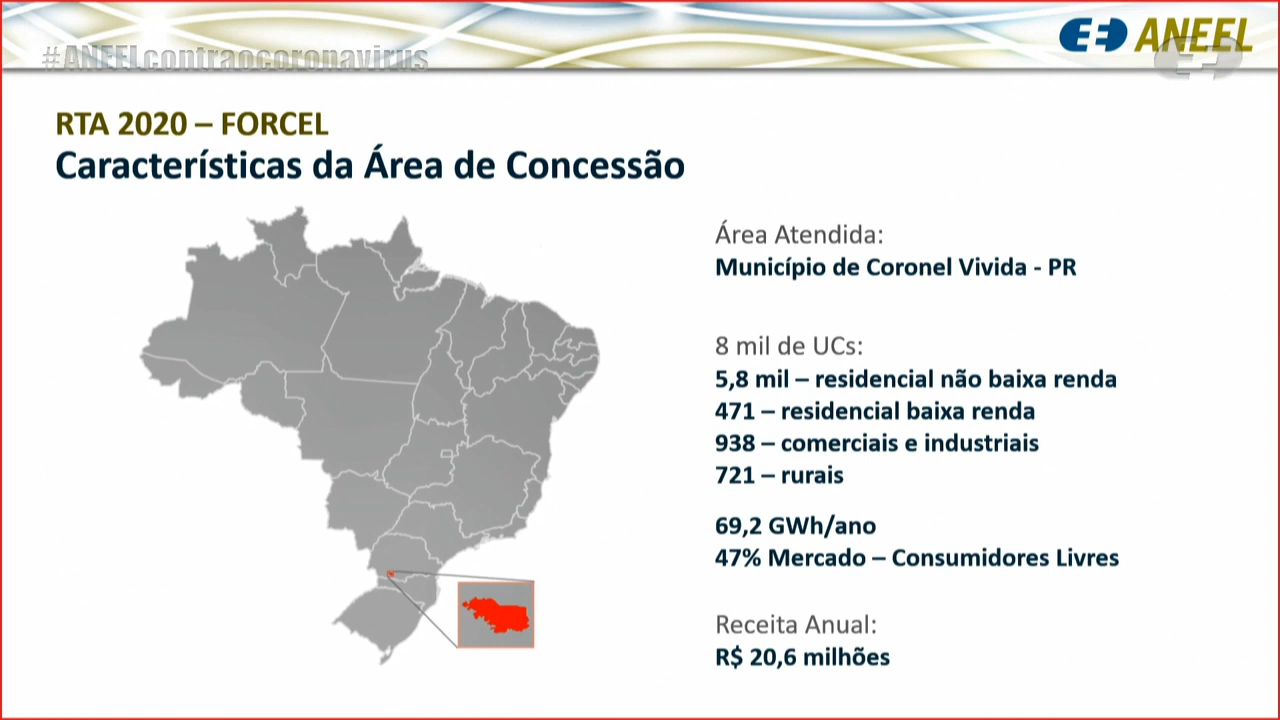 #ANEELcontraocoronavirus
ANEEL
RTA 2020 – FORCEL
Características da Área de Concessão
Área Atendida:
Município de Coronel Vivida - PR
8 mil de UCs:
5,8 mil – residencial não baixa renda
471 – residencial baixa renda
938 – comerciais e industriais
721 – rurais
69,2 GWh/ano
47% Mercado – Consumidores Livres
Receita Anual:
R$ 20,6 milhões